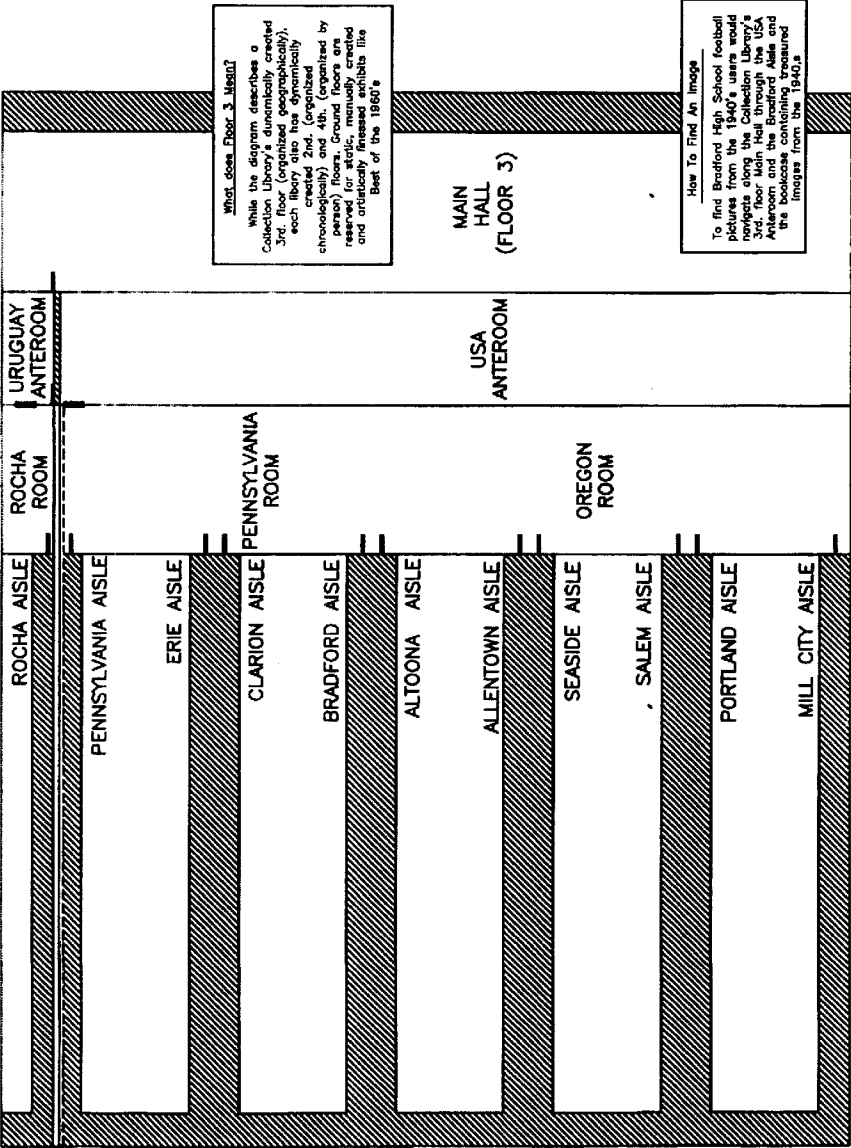 What does Floor 3 Mean?
While the diagram describes a
Collection Library's dunamically created
3rd. floor (organized geographically),
each libary also has dynamically
created 2nd. (organized
chronologically) and 4th. (organized by
person) floors. Ground floors are
reserved for static, manually created
and artistically finessed exhibits like
Best of the 1960's
How To Find An Image
To find Bradford High School football
pictures from the 1940's users would
navigate along the Collection Library's
3rd. floor Main Hall through the USA
Anteroom and the Bradford Aisle and
the bookcase containing treasured
images from the 1940,s
MAIN
HALL
(FLOOR 3)
URUGUAY
ANTEROOM
USA
ANTEROOM
ROCHA
ROOM
PENNSYLVANIA
ROOM
OREGON
ROOM
ROCHA AISLE
PENNSYLVANIA AISLE
ERIE AISLE
CLARION AISLE
BRADFORD AISLE
ALTOONA AISLE
ALLENTOWN AISLE
SEASIDE AISLE
SALEM AISLE
PORTLAND AISLE
MILL CITY AISLE